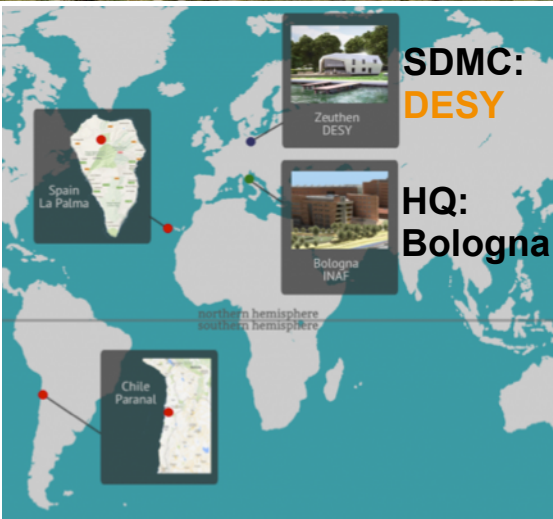 SDMC:
DESY
Zeuthen
DESY
Spain
La Palma
HQ:
Bologna
Bologna
INAF
northern hemisphere
southern hemisphere
Chile
Paranal